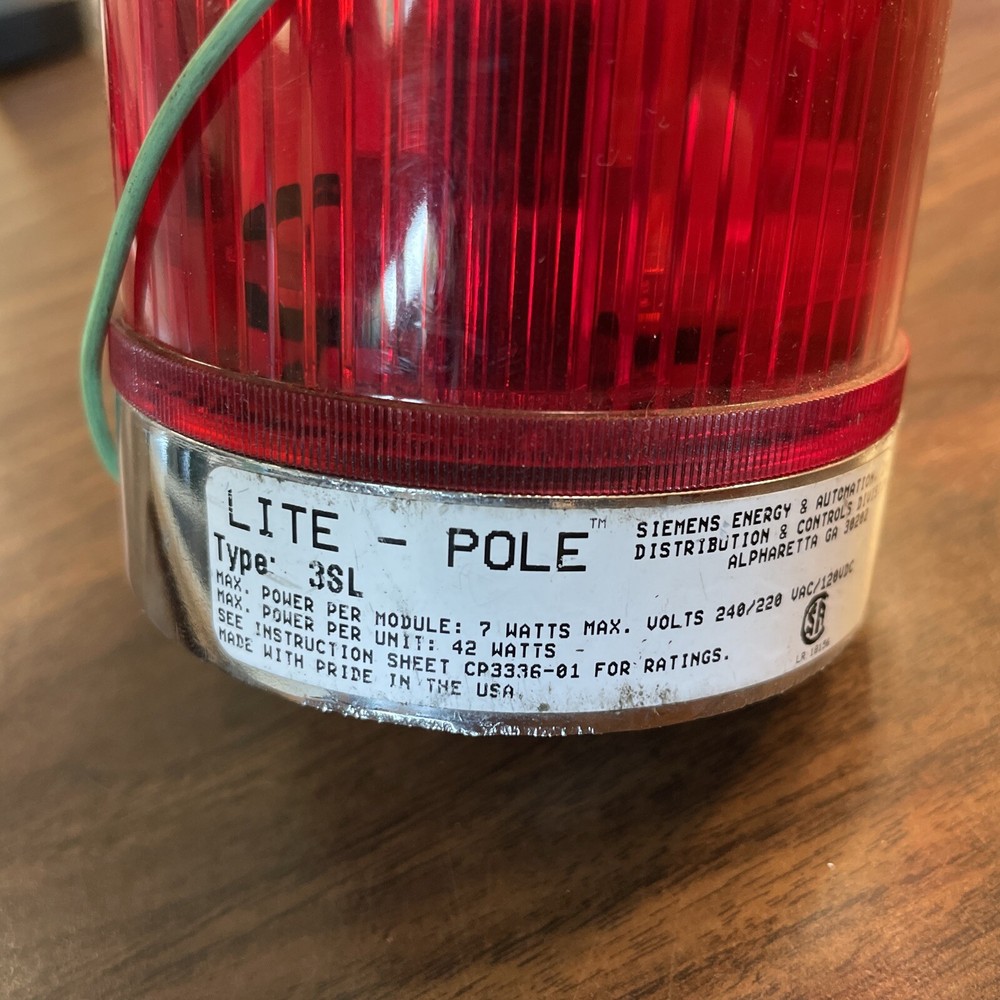 LITE - POLE™
Type: 3SL
SIEMENS ENERGY & AUTOMATION
DISTRIBUTION & CONTROLS
ALPHARETTA GA 30202
MAX. POWER PER MODULE: 7 WATTS MAX. VOLTS 240/220 VAC/120VDC
MAX. POWER PER UNIT: 42 WATTS -
SEE INSTRUCTION SHEET CP3336-01 FOR RATINGS.
MADE WITH PRIDE IN THE USA
SA